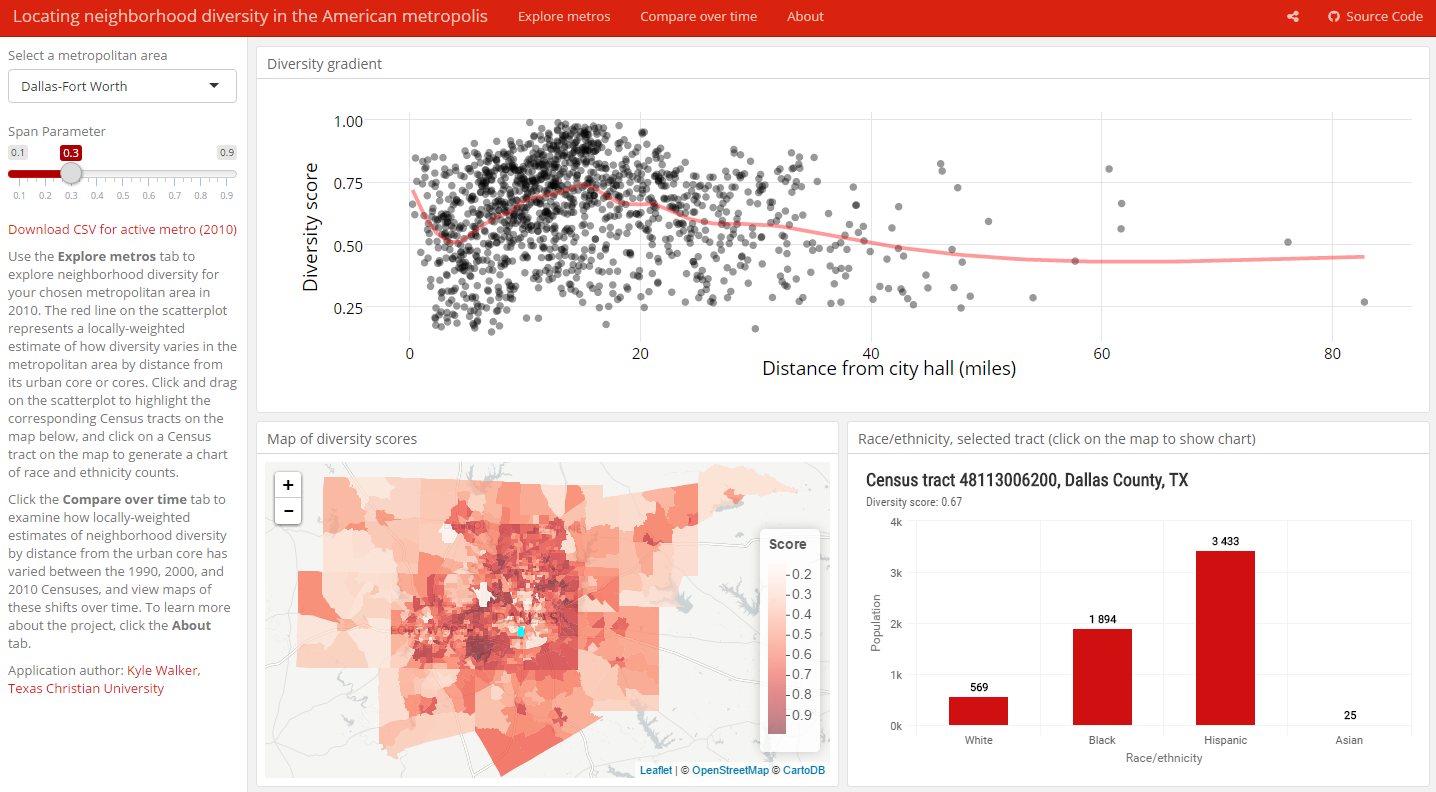 Locating neighborhood diversity in the American metropolis
Explore metros
Compare over time
About
Source Code
Select a metropolitan area
Dallas-Fort Worth
Span Parameter
0.1
0.3
0.9
0.1 0.2 0.3 0.4 0.5 0.6 0.7 0.8 0.9
Download CSV for active metro (2010)
Use the Explore metros tab to
explore neighborhood diversity for
your chosen metropolitan area in
2010. The red line on the scatterplot
represents a locally-weighted
estimate of how diversity varies in the
metropolitan area by distance from
its urban core or cores. Click and drag
on the scatterplot to highlight the
corresponding Census tracts on the
map below, and click on a Census
tract on the map to generate a chart
of race and ethnicity counts.
Click the Compare over time tab to
examine how locally-weighted
estimates of neighborhood diversity
by distance from the urban core has
varied between the 1990, 2000, and
2010 Censuses, and view maps of
these shifts over time. To learn more
about the project, click the About
tab.
Application author: Kyle Walker,
Texas Christian University
Diversity gradient
Diversity score
1.00
0.75
0.50
0.25
0 20 40 60 80
Distance from city hall (miles)
Map of diversity scores
+
−
Score
0.2
0.3
0.4
0.5
0.6
0.7
0.8
0.9
Leaflet | © OpenStreetMap © CartoDB
Race/ethnicity, selected tract (click on the map to show chart)
Census tract 48113006200, Dallas County, TX
Diversity score: 0.67
Population
4k
3k
2k
1k
0k
569
1 894
3 433
25
White Black Hispanic Asian
Race/ethnicity